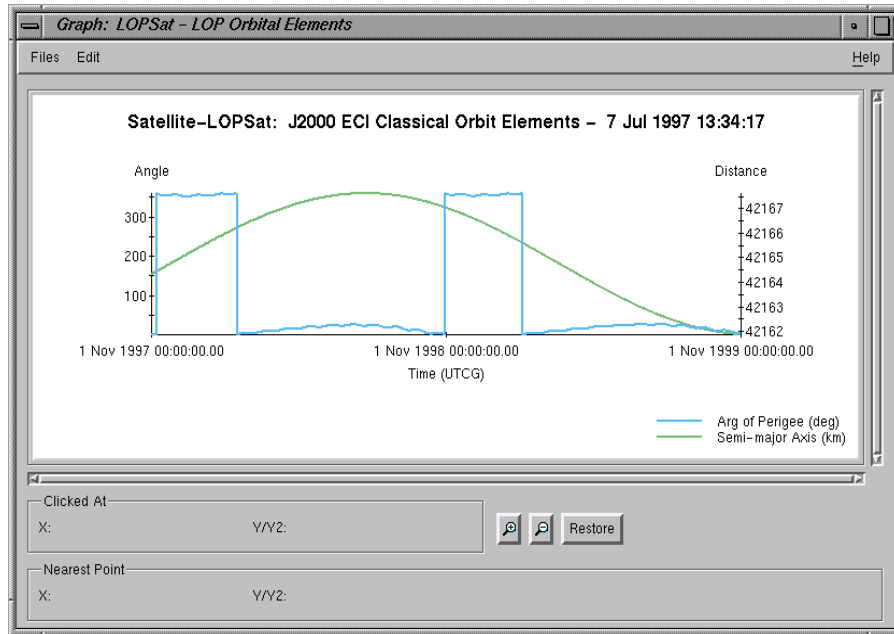 Graph: LOPSat - LOP Orbital Elements
Files Edit Help
Satellite-LOPSat: J2000 ECI Classical Orbit Elements - 7 Jul 1997 13:34:17
Angle Distance
300
200
100
42167
42166
42165
42164
42163
42162
1 Nov 1997 00:00:00.00 1 Nov 1998 00:00:00.00 1 Nov 1999 00:00:00.00
Time (UTCG)
Arg of Perigee (deg)
Semi-major Axis (km)
Clicked At
X: Y/Y2:
Restore
Nearest Point
X: Y/Y2: